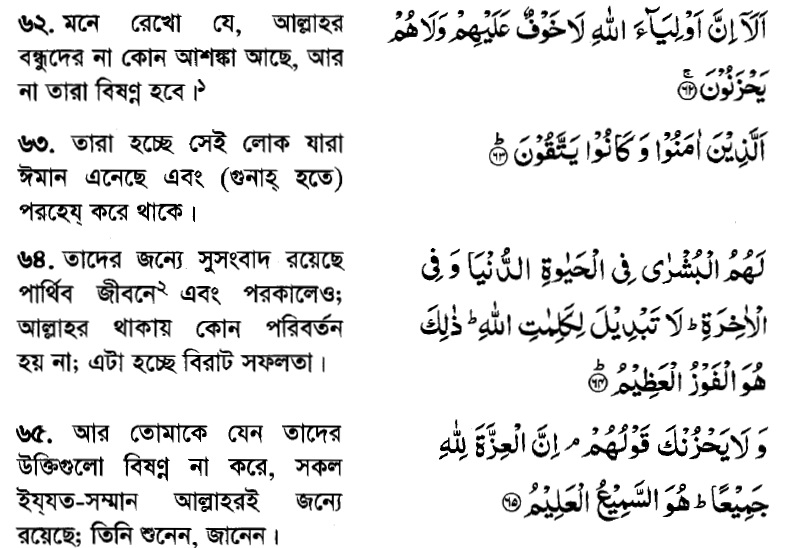 ৬২. মনে রেখো যে, আল্লাহর
বন্ধুদের না কোন আশঙ্কা আছে, আর
না তারা বিষণ্ণ হবে।১
اَلَاۤ اِنَّ اَوْلِيَآءَ اللّٰهِ لَا خَوْفٌ عَلَيْهِمْ وَلَا هُمْ
يَحْزَنُوْنَ ۚ ﴿٦٢﴾
৬৩. তারা হচ্ছে সেই লোক যারা
ঈমান এনেছে এবং (গুনাহ্ হতে)
পরহেয্ করে থাকে।
اَلَّذِيْنَ اٰمَنُوْا وَكَانُوْا يَتَّقُوْنَ ؕ ﴿٦٣﴾
৬৪. তাদের জন্যে সুসংবাদ রয়েছে
পার্থিব জীবনে২ এবং পরকালেও;
আল্লাহর থাকায় কোন পরিবর্তন
হয় না; এটা হচ্ছে বিরাট সফলতা।
لَهُمُ الْبُشْرٰى فِى الْحَيٰوةِ الدُّنْيَا وَفِى
الْاٰخِرَةِ ؕ لَا تَبْدِيْلَ لِكَلِمٰتِ اللّٰهِ ؕ ذٰلِكَ
هُوَ الْفَوْزُ الْعَظِيْمُ ؕ ﴿٦٤﴾
৬৫. আর তোমাকে যেন তাদের
উক্তিগুলো বিষণ্ণ না করে, সকল
ইয্যত-সম্মান আল্লাহরই জন্যে
রয়েছে; তিনি শুনেন, জানেন।
وَلَا يَحْزُنْكَ قَوْلُهُمْ ۘ اِنَّ الْعِزَّةَ لِلّٰهِ
جَمِيْعًا ؕ هُوَ السَّمِيْعُ الْعَلِيْمُ ﴿٦٥﴾